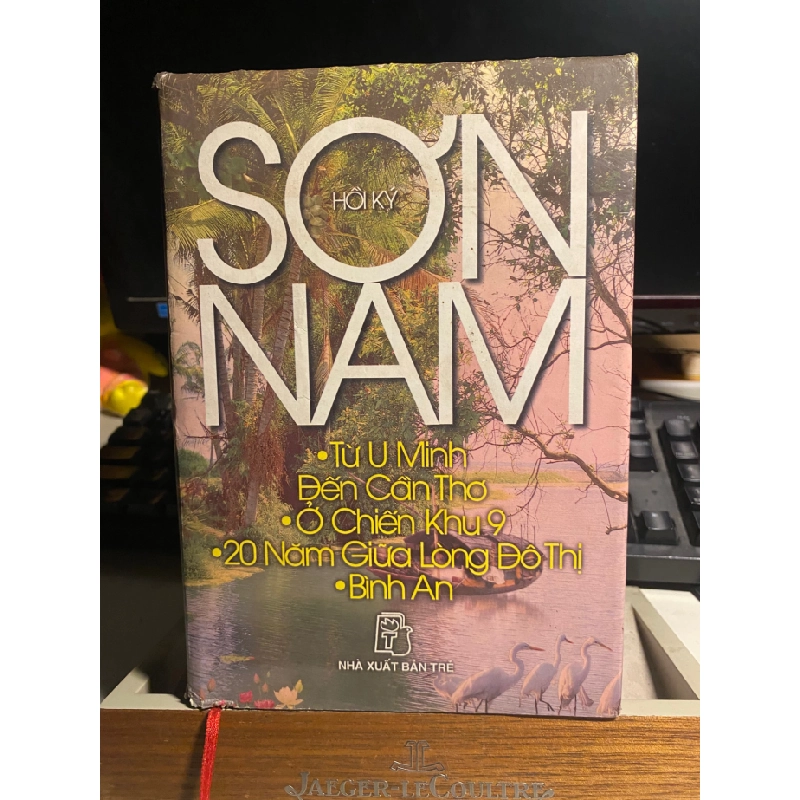 SƠN
HỒI KÝ
NAM
•Từ U Minh
Đến Cần Thơ
•Ở Chiến Khu 9
•20 Năm Giữa Lòng Đô Thị
•Bình An
T
NHÀ XUẤT BẢN TRẺ
JAEGER-LECOULTRE